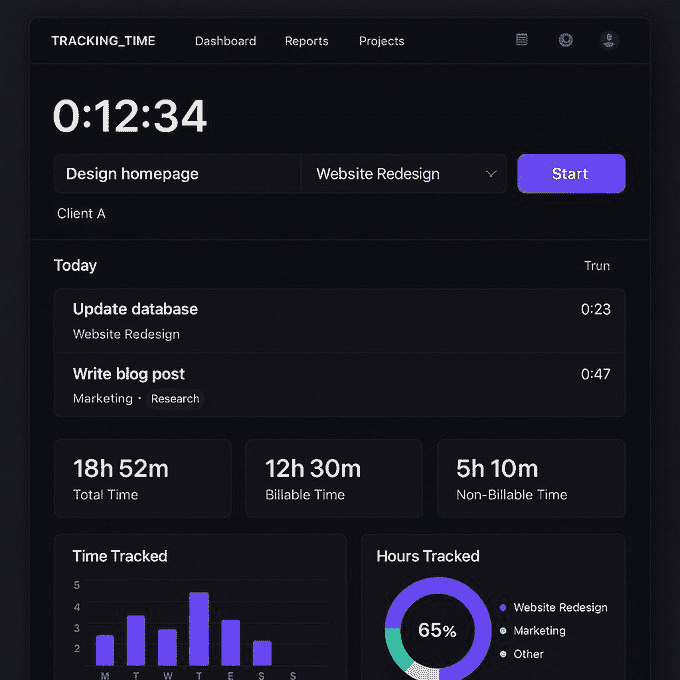 TRACKING_TIME Dashboard Reports Projects
0:12:34
Design homepage Website Redesign Start
Client A
Today Trun
Update database 0:23
Website Redesign
Write blog post 0:47
Marketing · Research
18h 52m 12h 30m 5h 10m
Total Time Billable Time Non-Billable Time
Time Tracked Hours Tracked
5
4
3
2
65%
Website Redesign
Marketing
Other
M T W T E S S